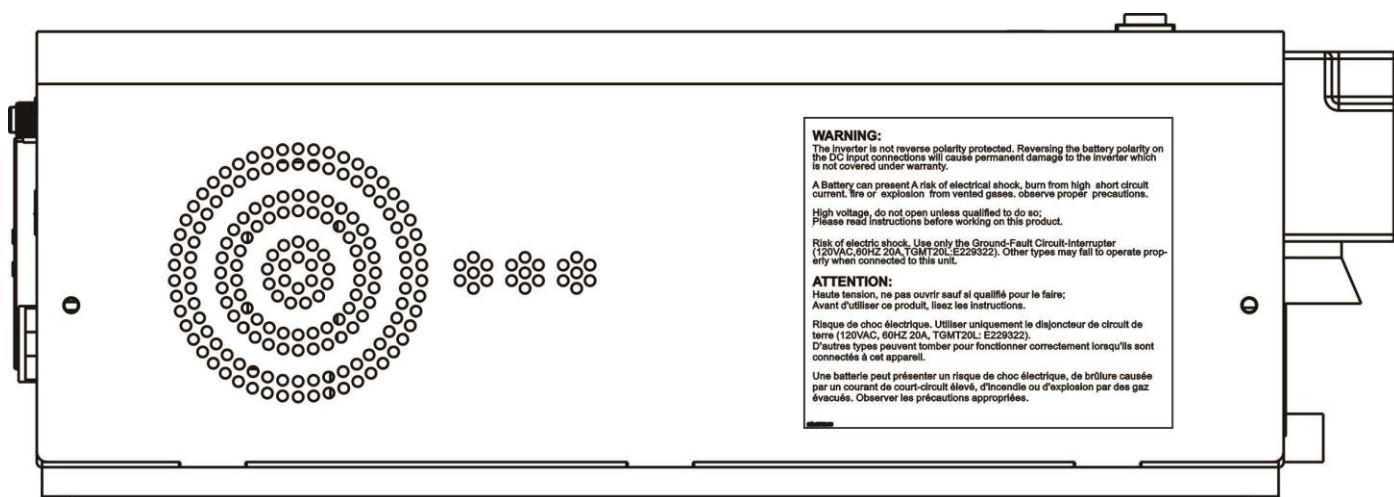 WARNING:
The inverter is not reverse polarity protected. Reversing the battery polarity on
the DC input connections will cause permanent damage to the inverter which
is not covered under warranty.
A Battery can present A risk of electrical shock, burn from high short circuit
current. fire or explosion from vented gases. observe proper precautions.
High voltage, do not open unless qualified to do so;
Please read instructions before working on this product.
Risk of electric shock. Use only the Ground-Fault Circuit-Interrupter
(120VAC,60HZ 20A,TGMT20L:E229322). Other types may fail to operate prop-
erly when connected to this unit.
ATTENTION:
Haute tension, ne pas ouvrir sauf si qualifié pour le faire;
Avant d'utiliser ce produit, lisez les instructions.
Risque de choc électrique. Utiliser uniquement le disjoncteur de circuit de
terre (120VAC, 60HZ 20A, TGMT20L: E229322).
D'autres types peuvent tomber pour fonctionner correctement lorsqu'ils sont
connectés à cet appareil.
Une batterie peut présenter un risque de choc électrique, de brûlure causée
par un courant de court-circuit élevé, d'incendie ou d'explosion par des gaz
évacués. Observer les précautions appropriées.